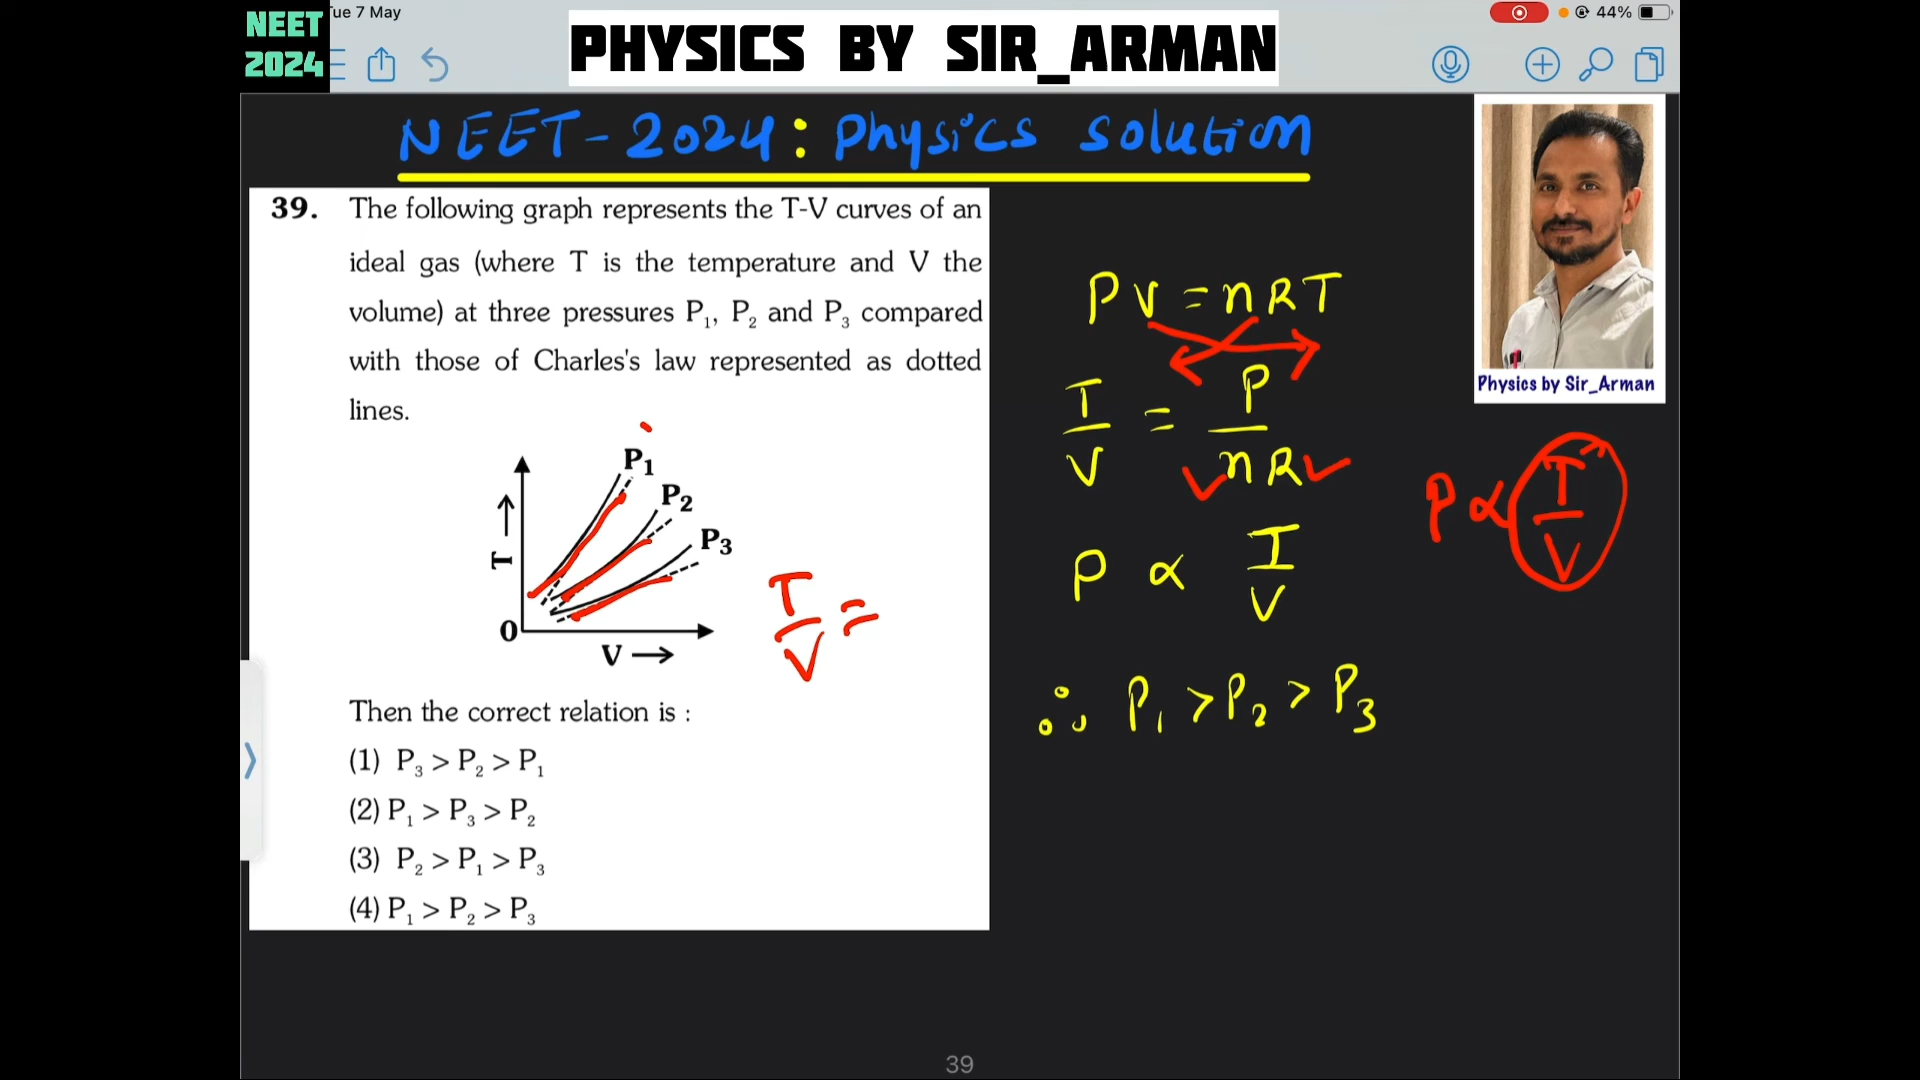 NEET
2024
Tue 7 May
PHYSICS BY SIR_ARMAN
44%
NEET-2024: Physics solution
39. The following graph represents the T-V curves of an
ideal gas (where T is the temperature and V the
volume) at three pressures P₁, P₂ and P₃ compared
with those of Charles's law represented as dotted
lines.
P₁
P₂
P₃
T →
0
V →
T/V =
Then the correct relation is :
(1) P₃ > P₂ > P₁
(2) P₁ > P₃ > P₂
(3) P₂ > P₁ > P₃
(4) P₁ > P₂ > P₃
PV = nRT
T/V = P/nR
P ∝ T/V
∴ P₁ > P₂ > P₃
Physics by Sir_Arman
P ∝ T/V
39